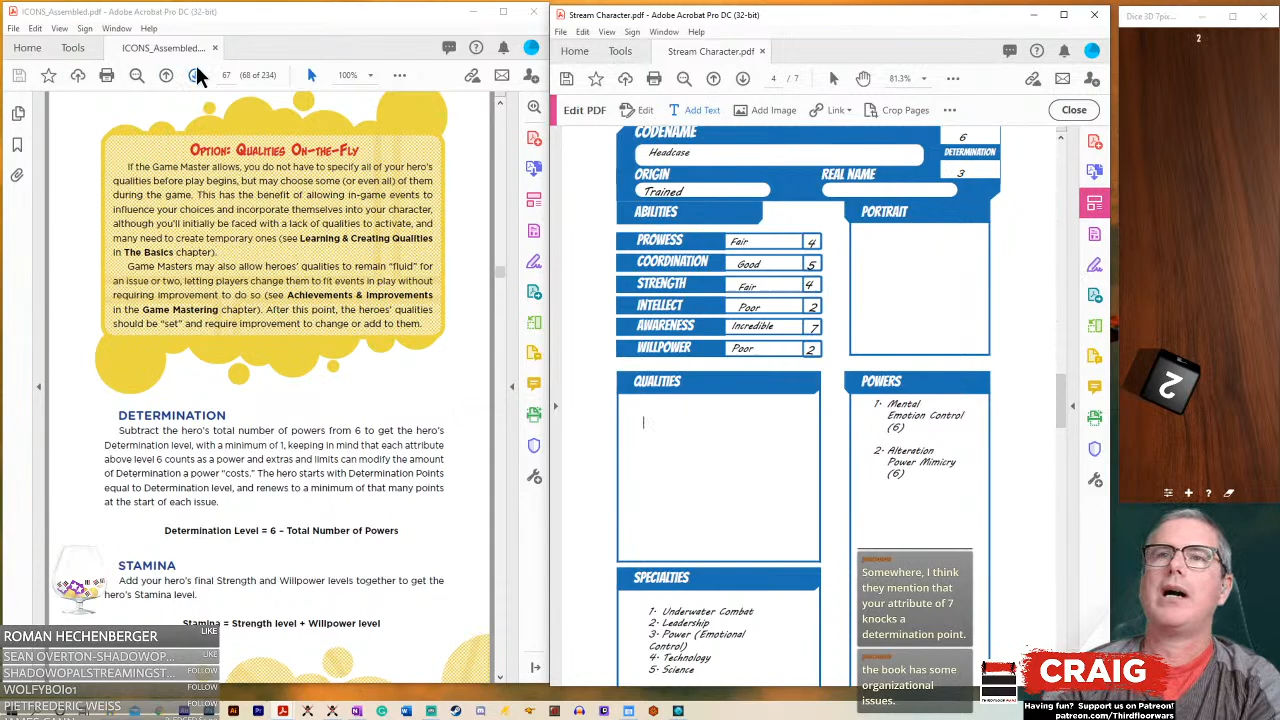 ICONS_Assembled.pdf - Adobe Acrobat Pro DC (32-bit)
File Edit View Sign Window Help
Home Tools ICONS_Assembled....
67 (68 of 234) 100%
OPTION: QUALITIES ON-THE-FLY
If the Game Master allows, you do not have to specify all of your hero's
qualities before play begins, but may choose some (or even all) of them
during the game. This has the benefit of allowing in-game events to
influence your choices and incorporate themselves into your character,
although you'll initially be faced with a lack of qualities to activate, and
many need to create temporary ones (see Learning & Creating Qualities
in The Basics chapter).
Game Masters may also allow heroes' qualities to remain "fluid" for
an issue or two, letting players change them to fit events in play without
requiring improvement to do so (see Achievements & Improvements
in the Game Mastering chapter). After this point, the heroes' qualities
should be "set" and require improvement to change or add to them.
DETERMINATION
Subtract the hero's total number of powers from 6 to get the hero's
Determination level, with a minimum of 1, keeping in mind that each attribute
above level 6 counts as a power and extras and limits can modify the amount
of Determination a power "costs." The hero starts with Determination Points
equal to Determination level, and renews to a minimum of that many points
at the start of each issue.
Determination Level = 6 – Total Number of Powers
STAMINA
Add your hero's final Strength and Willpower levels together to get the
hero's Stamina level.
Stamina = Strength level + Willpower level
ROMAN HECHENBERGER LIKE
SEAN OVERTON-SHADOWOP... LIKE
SHADOWOPALSTREAMINGST... FOLLOW
WOLFYBOI01 FOLLOW
PIETFREDERIC WEISS FOLLOW
Stream Character.pdf - Adobe Acrobat Pro DC (32-bit)
File Edit View Sign Window Help
Home Tools Stream Character.pdf
4 / 7 81.3%
Edit PDF Edit Add Text Add Image Link Crop Pages Close
CODENAME 6
Headcase DETERMINATION
3
ORIGIN REAL NAME
Trained
ABILITIES PORTRAIT
PROWESS Fair 4
COORDINATION Good 5
STRENGTH Fair 4
INTELLECT Poor 2
AWARENESS Incredible 7
WILLPOWER Poor 2
QUALITIES
POWERS
1. Mental
Emotion Control
(6)
2. Alteration
Power Mimicry
(6)
SPECIALTIES
1. Underwater Combat
2. Leadership
3. Power (Emotional
Control)
4. Technology
5. Science
Somewhere, I think
they mention that
your attribute of 7
knocks a
determination point.
the book has some
organizational
issues.
Dice 3D 7pix...
2
2
CRAIG
Having fun? Support us on Patreon!
patreon.com/Thirdfloorwars